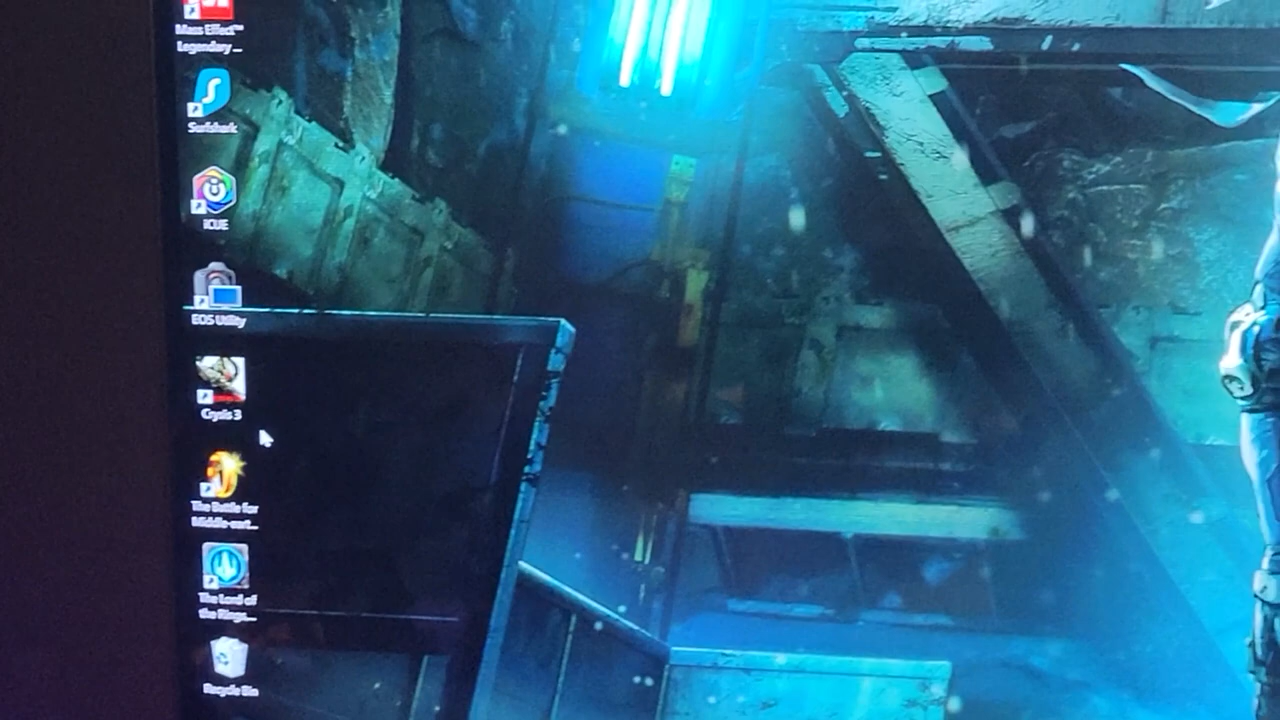 Mass Effect™
Legendary ...
Surfshark
iCUE
EOS Utility
Crysis 3
The Battle for
Middle-eart...
The Lord of
the Rings...
Recycle Bin